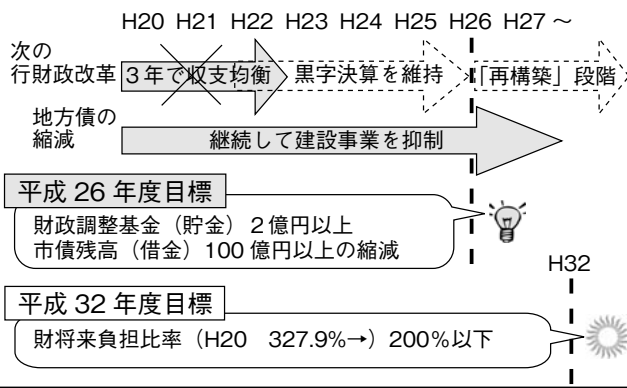 H20 H21 H22 H23 H24 H25 H26 H27～
次の
行財政改革
3年で収支均衡
黒字決算を維持
「再構築」段階
地方債の
縮減
継続して建設事業を抑制
平成 26 年度目標
財政調整基金（貯金）2億円以上
市債残高（借金）100 億円以上の縮減
H32
平成 32 年度目標
財将来負担比率（H20　327.9%→）200%以下